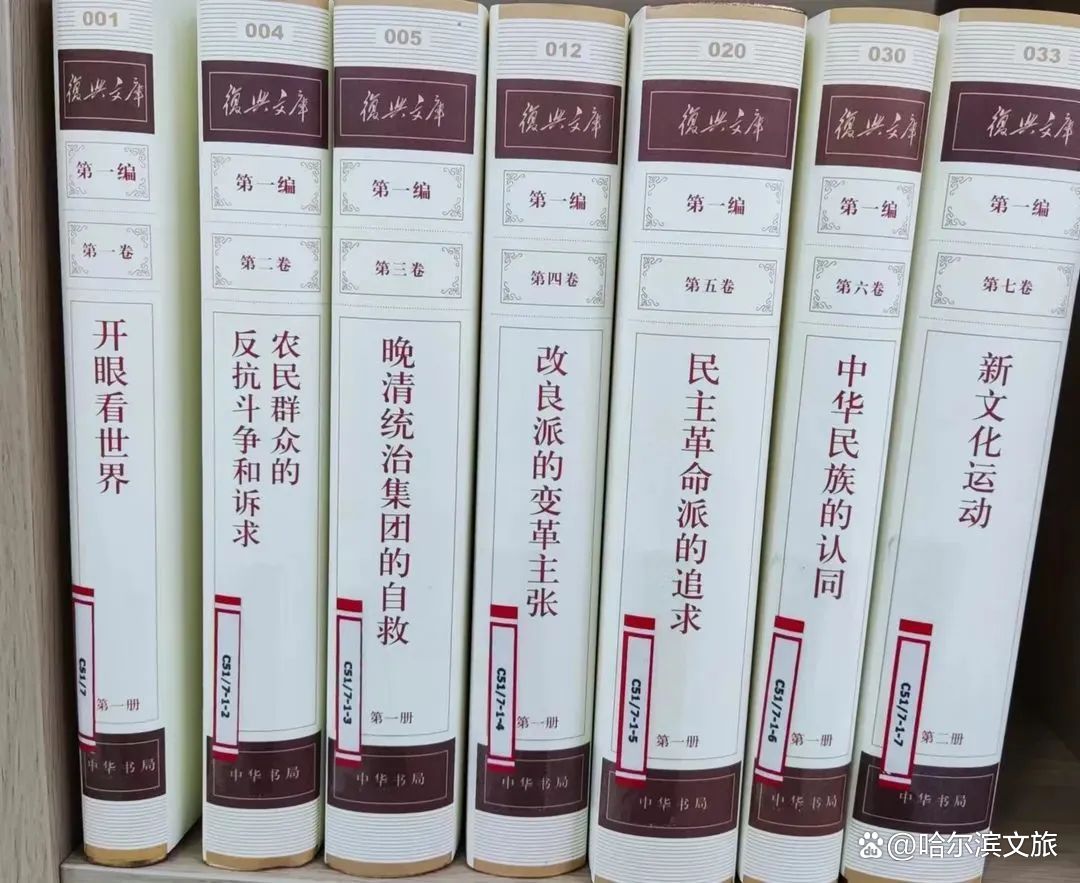 001
復興文库
第一编
第一卷
开眼看世界
C51/7
第一册
中华书局
004
復興文库
第一编
第二卷
农民群众的
反抗斗争和诉求
C51/7-1-2
中华书局
005
復興文库
第一编
第三卷
晚清统治集团的自救
C51/7-1-3
第一册
中华书局
012
復興文库
第一编
第四卷
改良派的变革主张
C51/7-1-4
第一册
中华书局
020
復興文库
第一编
第五卷
民主革命派的追求
C51/7-1-5
第一册
中华书局
030
復興文库
第一编
第六卷
中华民族的认同
C51/7-1-6
第一册
中华书局
033
復興文库
第一编
第七卷
新文化运动
C51/7-1-7
第二册
中华书局
Bai du @哈尔滨文旅